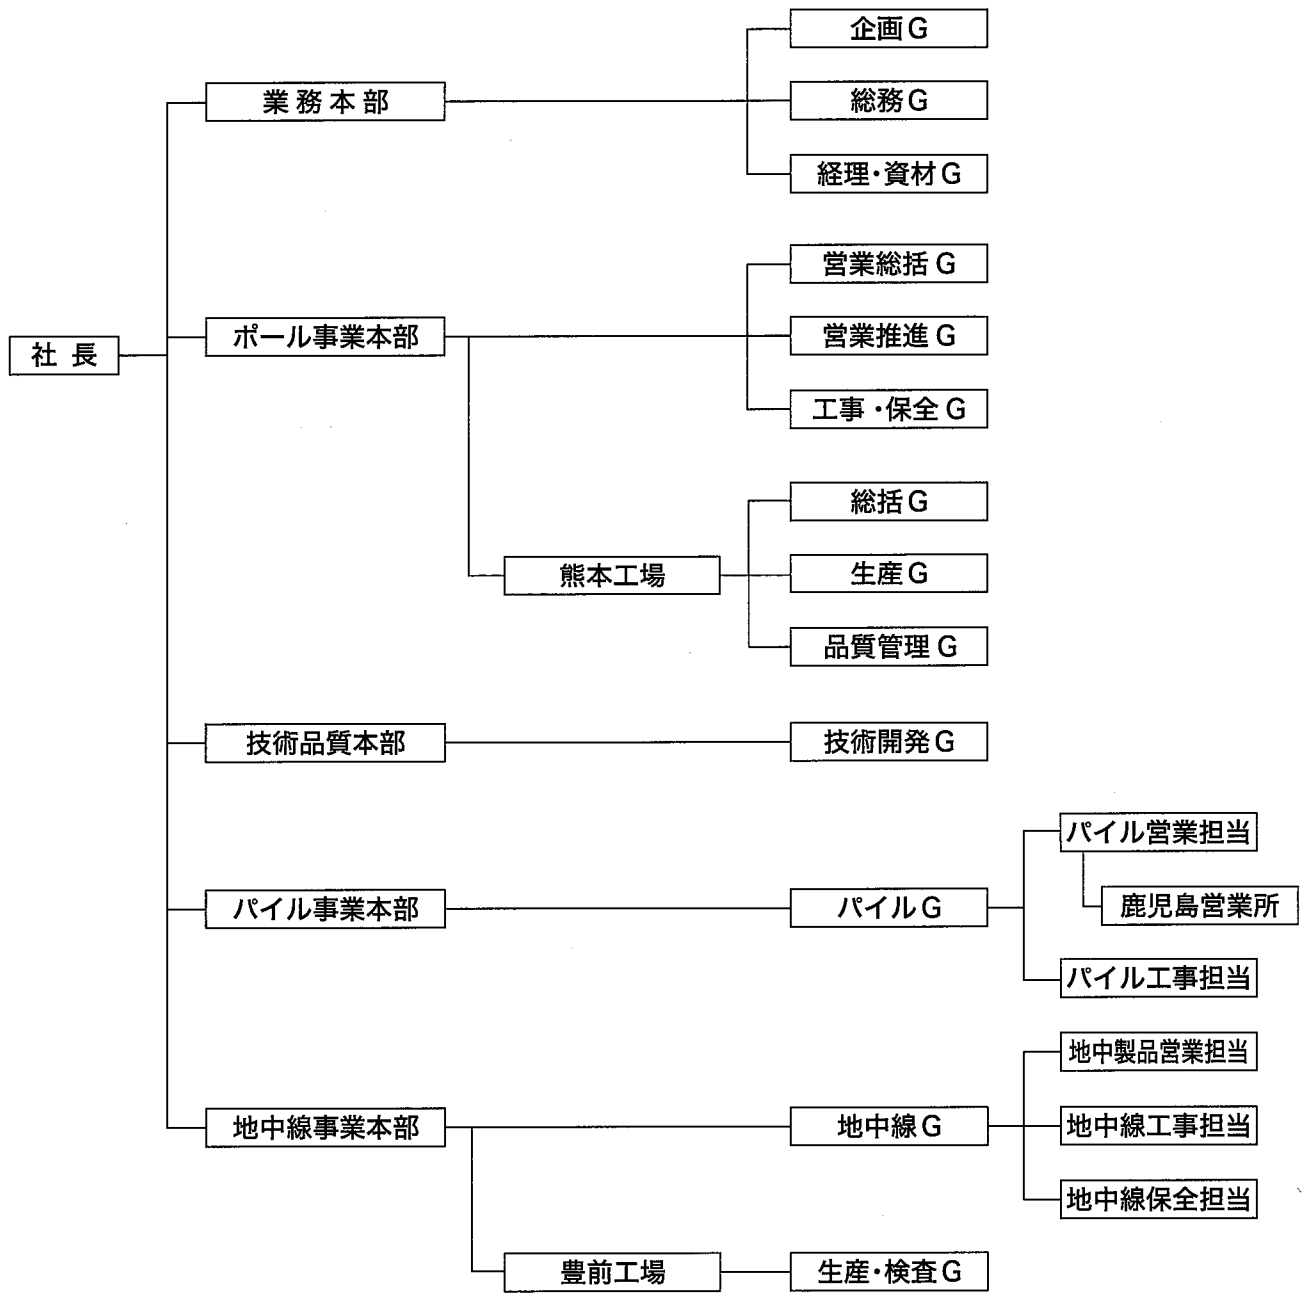 社長
業務本部
企画G
総務G
経理・資材G
ポール事業本部
営業総括G
営業推進G
工事・保全G
熊本工場
総括G
生産G
品質管理G
技術品質本部
技術開発G
パイル事業本部
パイルG
パイル営業担当
鹿児島営業所
パイル工事担当
地中線事業本部
地中線G
地中製品営業担当
地中線工事担当
地中線保全担当
豊前工場
生産・検査G